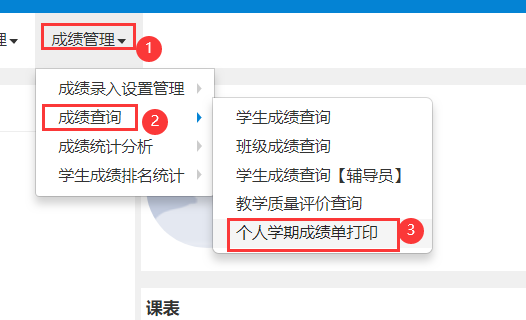 理
成绩管理
1
成绩录入设置管理
成绩查询
2
成绩统计分析
学生成绩排名统计
学生成绩查询
班级成绩查询
学生成绩查询【辅导员】
教学质量评价查询
个人学期成绩单打印
3
课表